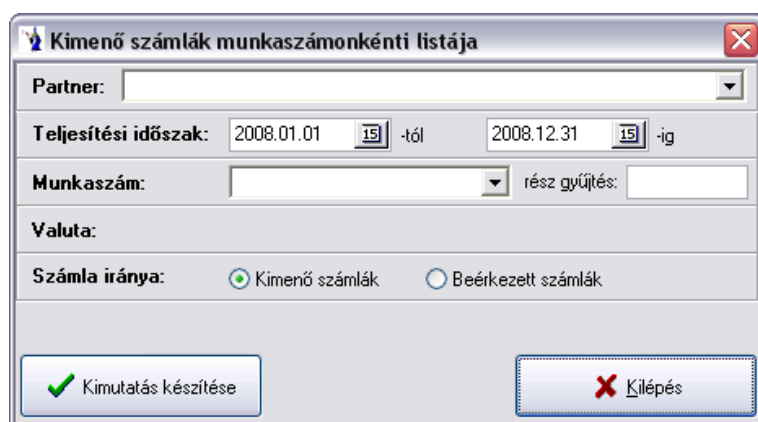 Kimenő számlák munkaszámonkénti listája
Partner:
Teljesítési időszak: 2008.01.01 15 -tól 2008.12.31 15 -ig
Munkaszám: rész gyűjtés:
Valuta:
Számla iránya: Kimenő számlák Beérkezett számlák
Kimutatás készítése Kilépés